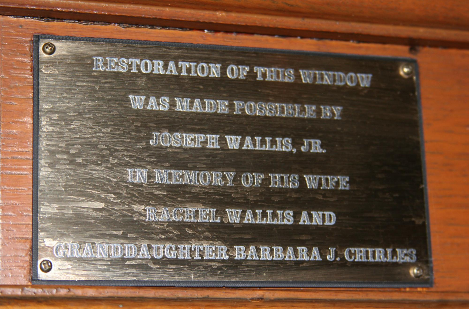 RESTORATION OF THIS WINDOW
WAS MADE POSSIBLE BY
JOSEPH WALLIS, JR.
IN MEMORY OF HIS WIFE
RACHEL WALLIS AND
GRANDDAUGHTER BARBARA J. CHIRLES